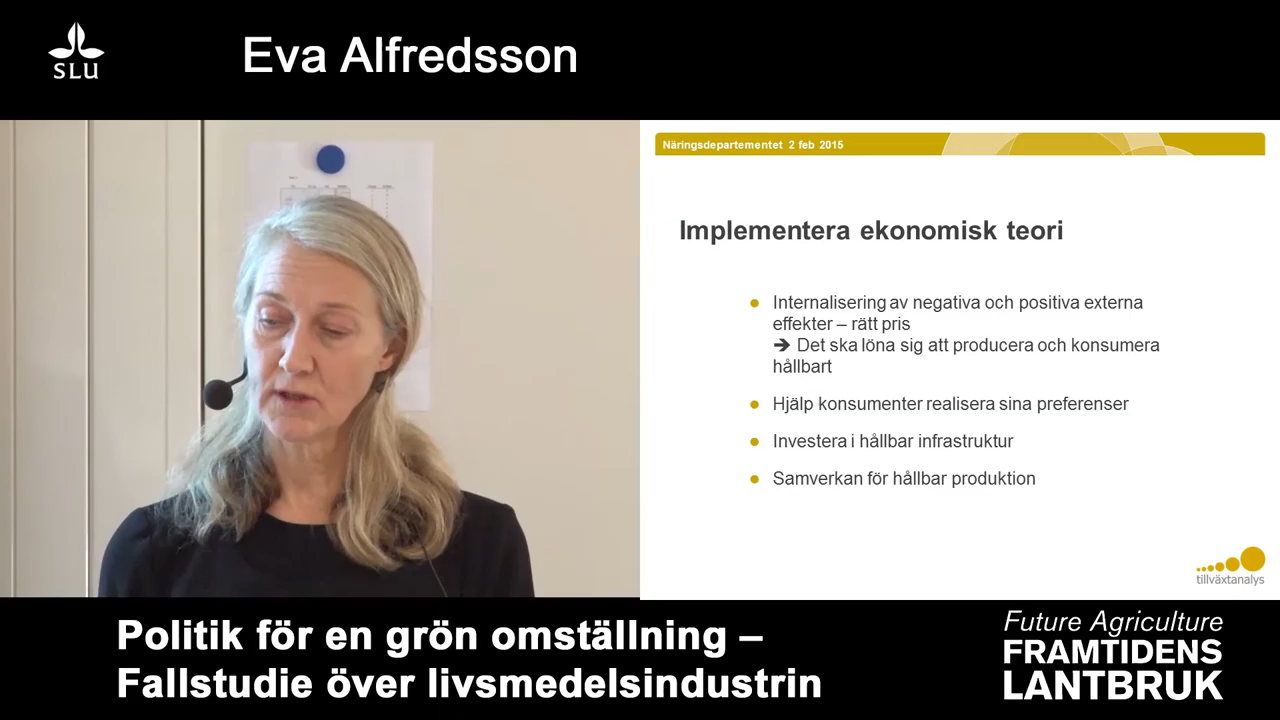 SLU
Eva Alfredsson
Näringsdepartementet 2 feb 2015
Implementera ekonomisk teori
Internalisering av negativa och positiva externa
effekter – rätt pris
➔ Det ska löna sig att producera och konsumera
hållbart
Hjälp konsumenter realisera sina preferenser
Investera i hållbar infrastruktur
Samverkan för hållbar produktion
tillväxtanalys
Politik för en grön omställning –
Fallstudie över livsmedelsindustrin
Future Agriculture
FRAMTIDENS
LANTBRUK